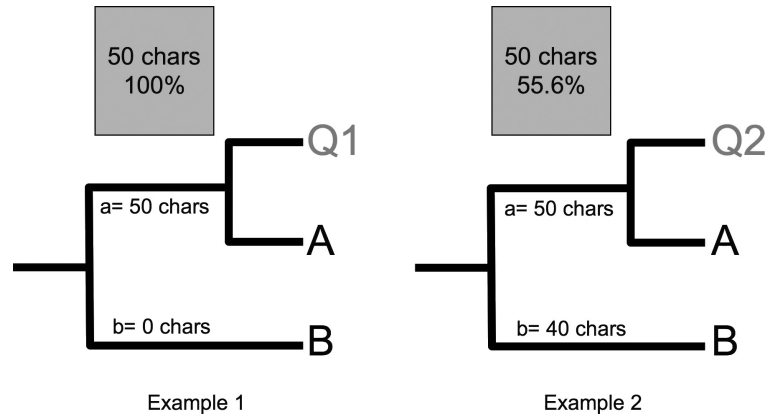 50 chars
100%
Q1
a= 50 chars
A
b= 0 chars
B
Example 1
50 chars
55.6%
Q2
a= 50 chars
A
b= 40 chars
B
Example 2